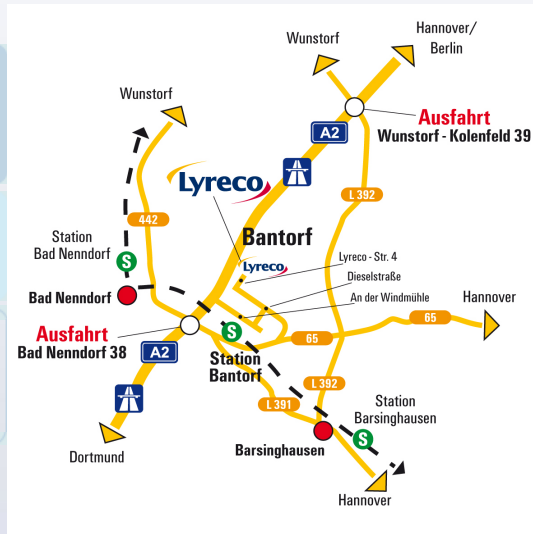 Hannover/
Berlin
Wunstorf
Wunstorf
Ausfahrt
Wunstorf - Kolenfeld 39
A2
Lyreco
L 392
442
Station
Bad Nenndorf
S
Bantorf
Lyreco - Str. 4
Lyreco
Dieselstraße
An der Windmühle
Bad Nenndorf
Hannover
65
Ausfahrt
Bad Nenndorf 38
S
65
A2
Station
Bantorf
L 392
L 391
Station
Barsinghausen
S
Barsinghausen
Dortmund
Hannover